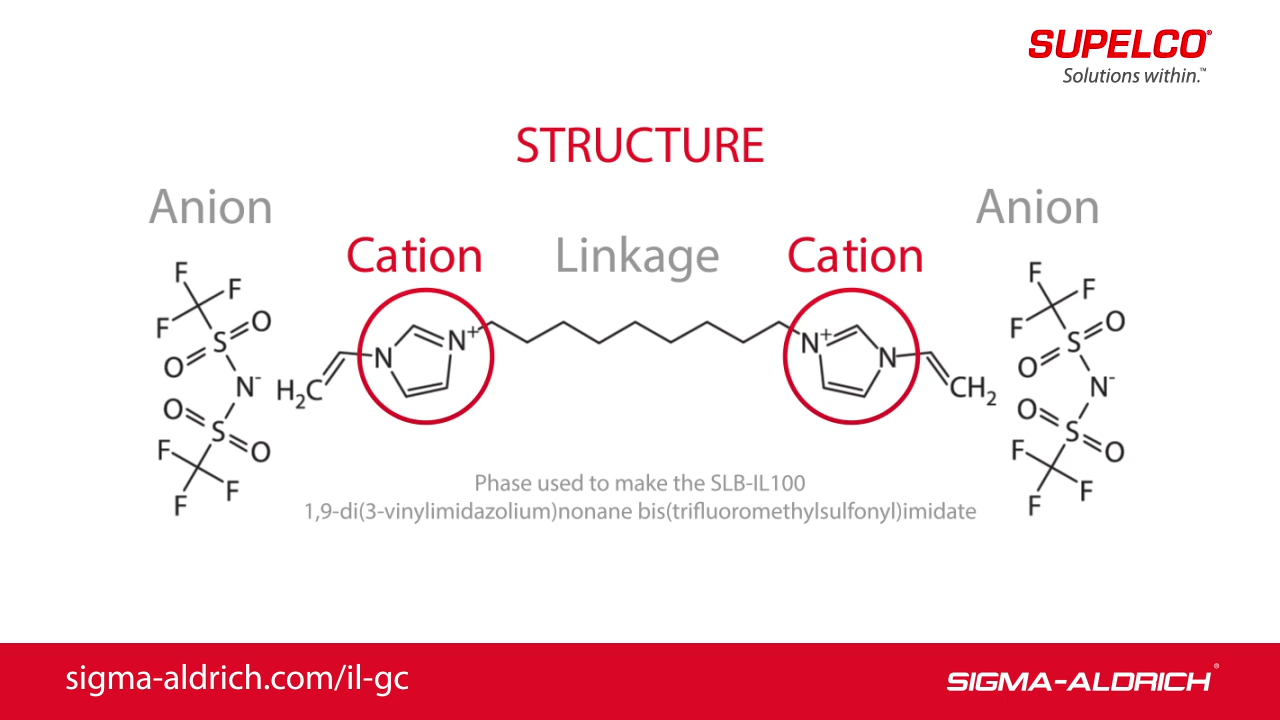 SUPELCO®
Solutions within.™
STRUCTURE
Anion
Anion
Cation
Linkage
Cation
F
F
F
S
O
O
N⁻
O
S
O
F
F
F
H₂C
N
N⁺
N⁺
N
CH₂
F
F
F
S
O
O
N⁻
O
S
O
F
F
F
Phase used to make the SLB-IL100
1,9-di(3-vinylimidazolium)nonane bis(trifluoromethylsulfonyl)imidate
sigma-aldrich.com/il-gc
SIGMA-ALDRICH®